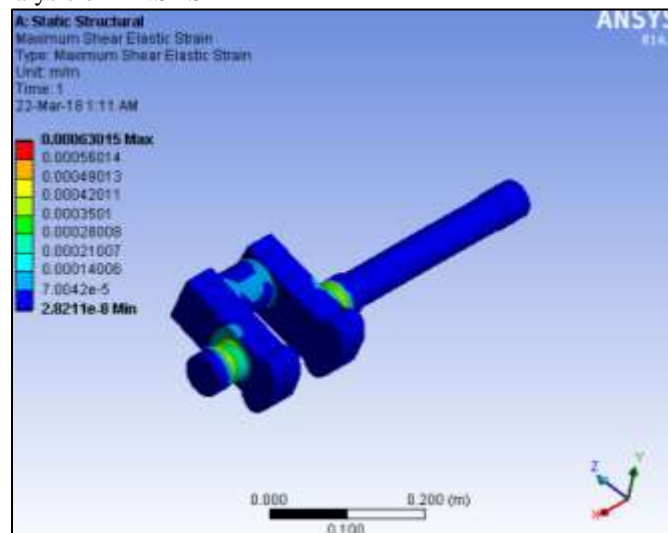 A: Static Structural
Maximum Shear Elastic Strain
Type: Maximum Shear Elastic Strain
Unit: m/m
Time: 1
22-Mar-18 1:11 AM
ANSYS
0.00063015 Max
0.00056014
0.00049013
0.00042011
0.0003501
0.00028008
0.00021007
0.00014006
7.0042e-5
2.8211e-8 Min
Y
Z
X
0.000
0.200 (m)
0.100